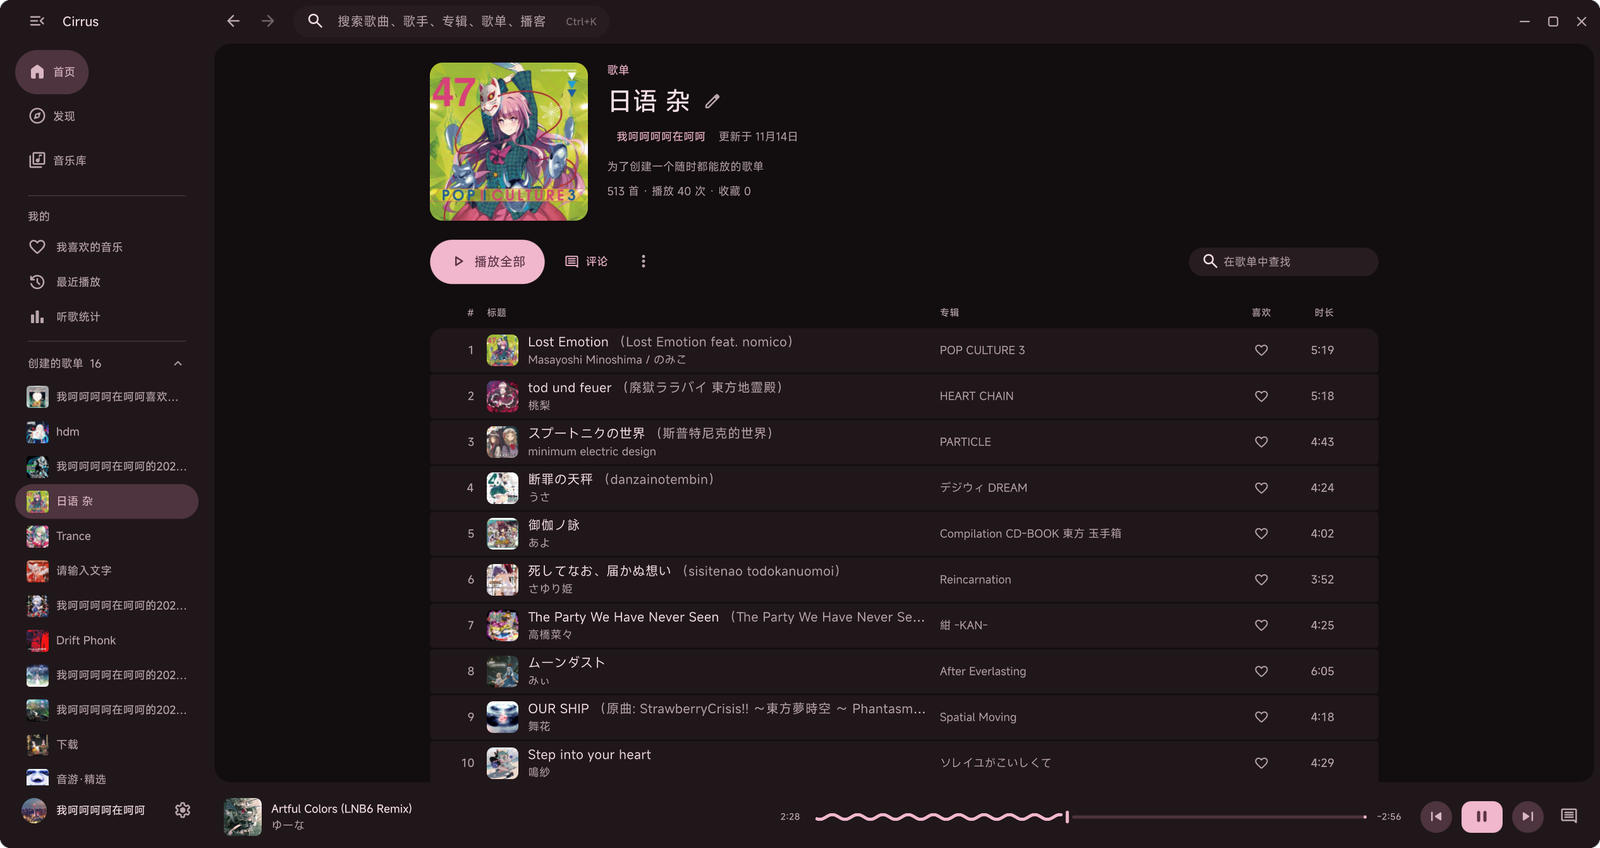 Cirrus
搜索歌曲、歌手、专辑、歌单、播客 Ctrl+K
首页
发现
音乐库
我的
我喜欢的音乐
最近播放
听歌统计
创建的歌单 16
我呵呵呵呵在呵呵喜欢...
hdm
我呵呵呵呵在呵呵的202...
日语 杂
Trance
请输入文字
我呵呵呵呵在呵呵的202...
Drift Phonk
我呵呵呵呵在呵呵的202...
我呵呵呵呵在呵呵的202...
下载
音游·精选
我呵呵呵呵在呵呵
47
POP CULTURE 3
歌单
日语 杂
我呵呵呵呵在呵呵 更新于 11月14日
为了创建一个随时都能放的歌单
513 首 · 播放 40 次 · 收藏 0
播放全部
评论
在歌单中查找
# 标题 专辑 喜欢 时长
1 Lost Emotion （Lost Emotion feat. nomico） POP CULTURE 3 5:19
Masayoshi Minoshima / のみこ
2 tod und feuer （廃獄ララバイ 東方地霊殿） HEART CHAIN 5:18
桃梨
3 スプートニクの世界 （斯普特尼克的世界） PARTICLE 4:43
minimum electric design
4 断罪の天秤 （danzainotembin） デジウィ DREAM 4:24
うさ
5 御伽ノ詠 Compilation CD-BOOK 東方 玉手箱 4:02
あよ
6 死してなお、届かぬ想い （sisitenao todokanuomoi） Reincarnation 3:52
さゆり姫
7 The Party We Have Never Seen （The Party We Have Never Se... 紺 -KAN- 4:25
高橋菜々
8 ムーンダスト After Everlasting 6:05
みぃ
9 OUR SHIP （原曲: StrawberryCrisis!! ～東方夢時空 ～ Phantasm... Spatial Moving 4:18
舞花
10 Step into your heart ソレイユがこいしくて 4:29
鳴紗
Artful Colors (LNB6 Remix)
ゆーな
2:28
-2:56